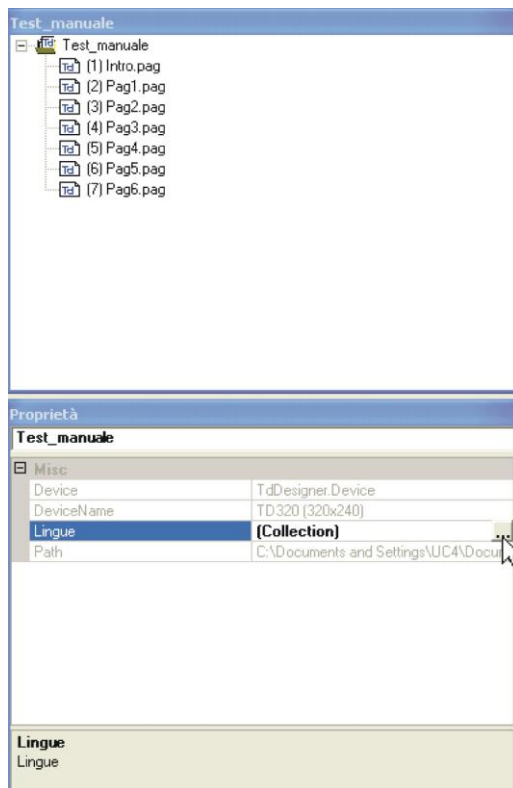 Test_manuale
Test_manuale
(1) Intro.pag
(2) Pag1.pag
(3) Pag2.pag
(4) Pag3.pag
(5) Pag4.pag
(6) Pag5.pag
(7) Pag6.pag
Proprietà
Test_manuale
Misc
Device TdDesigner.Device
DeviceName TD320 (320x240)
Lingue (Collection) ...
Path C:\Documents and Settings\UC4\Docum
Lingue
Lingue